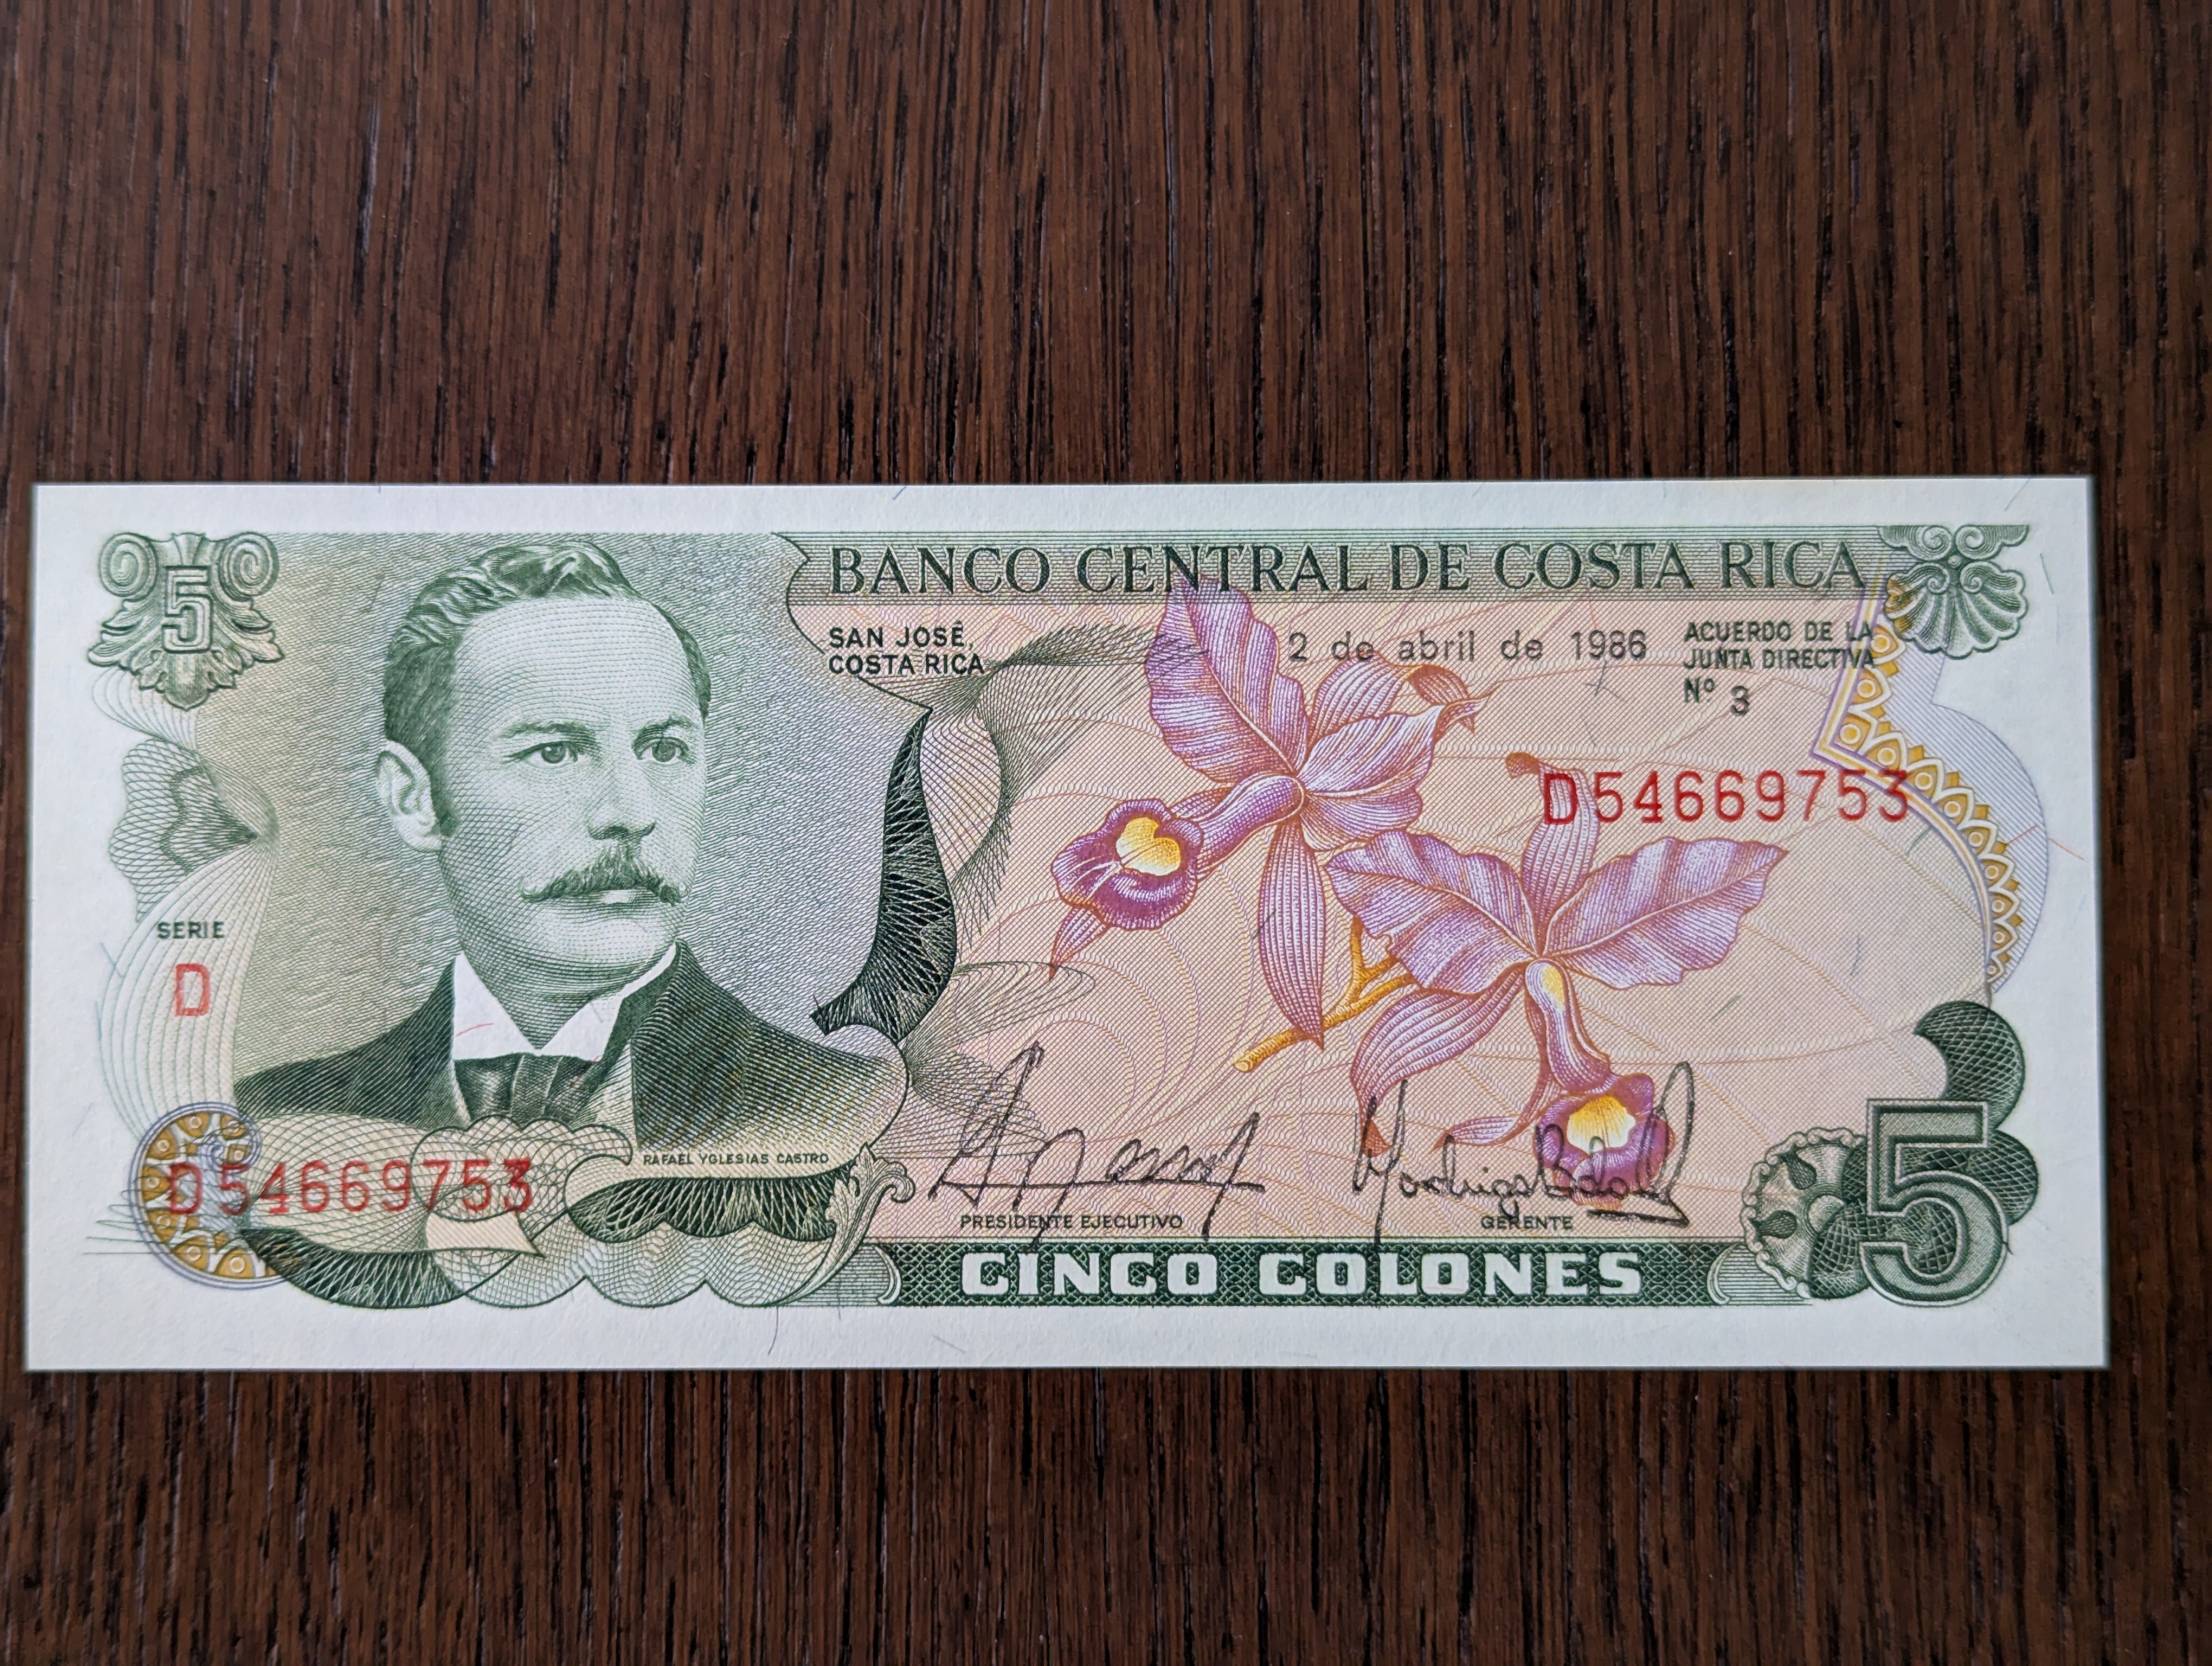 5
BANCO CENTRAL DE COSTA RICA
SAN JOSÉ,
COSTA RICA
2 de abril de 1986
ACUERDO DE LA
JUNTA DIRECTIVA
Nº 3
D54669753
SERIE
D
RAFAEL YGLESIAS CASTRO
D54669753
PRESIDENTE EJECUTIVO
GERENTE
CINCO COLONES
5